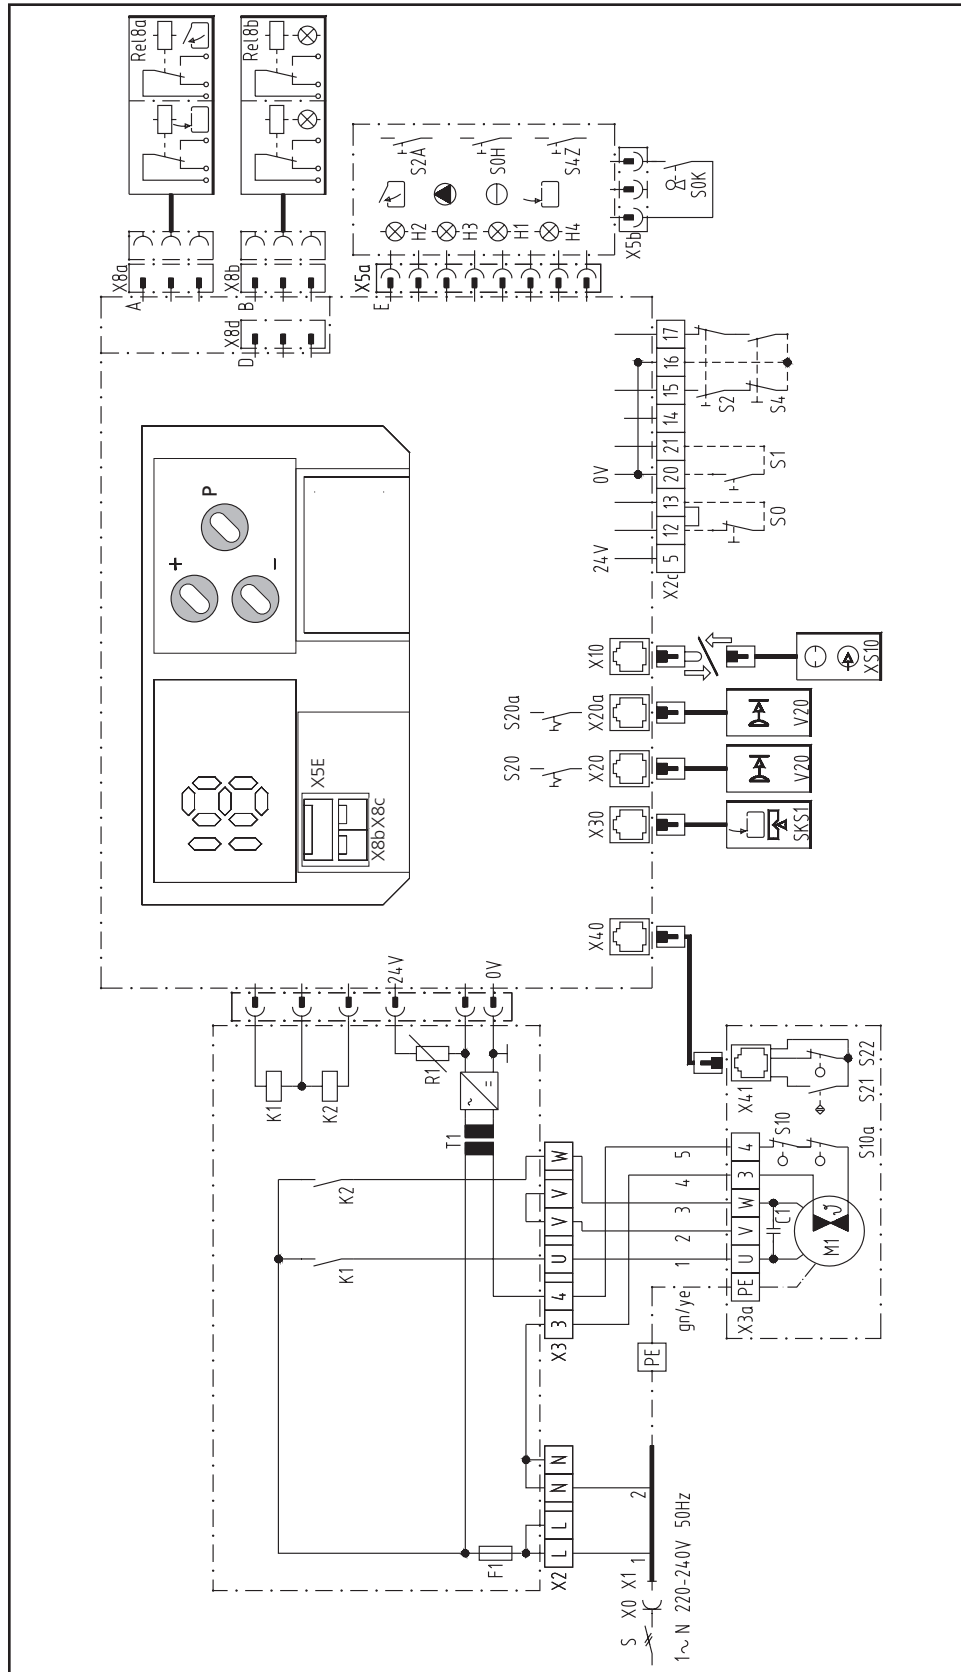 Rel8a
Rel8b
X8a
A
X8b
B
X8d
D
S2A
S0H
S4Z
H2
H3
H1
H4
X5a
E
X5b
S0K
P
+
−
X5E
X8b X8c
24V
0V
X2c
5
12
13
20
21
14
15
16
17
S0
S1
S2
S4
X10
X20a
S20a
X20
S20
X30
X40
XS10
V20
V20
SKS1
24V
0V
K1
K2
R1
T1
~
=
K2
K1
X3
3
4
U
V
V
W
F1
X2
L
L
N
N
PE
gn/ye
1
2
3
4
5
X3a
PE
U
V
W
3
4
C1
M1
S10
S10a
X41
S21
S22
1
2
S X0 X1
1~ N 220-240V 50Hz